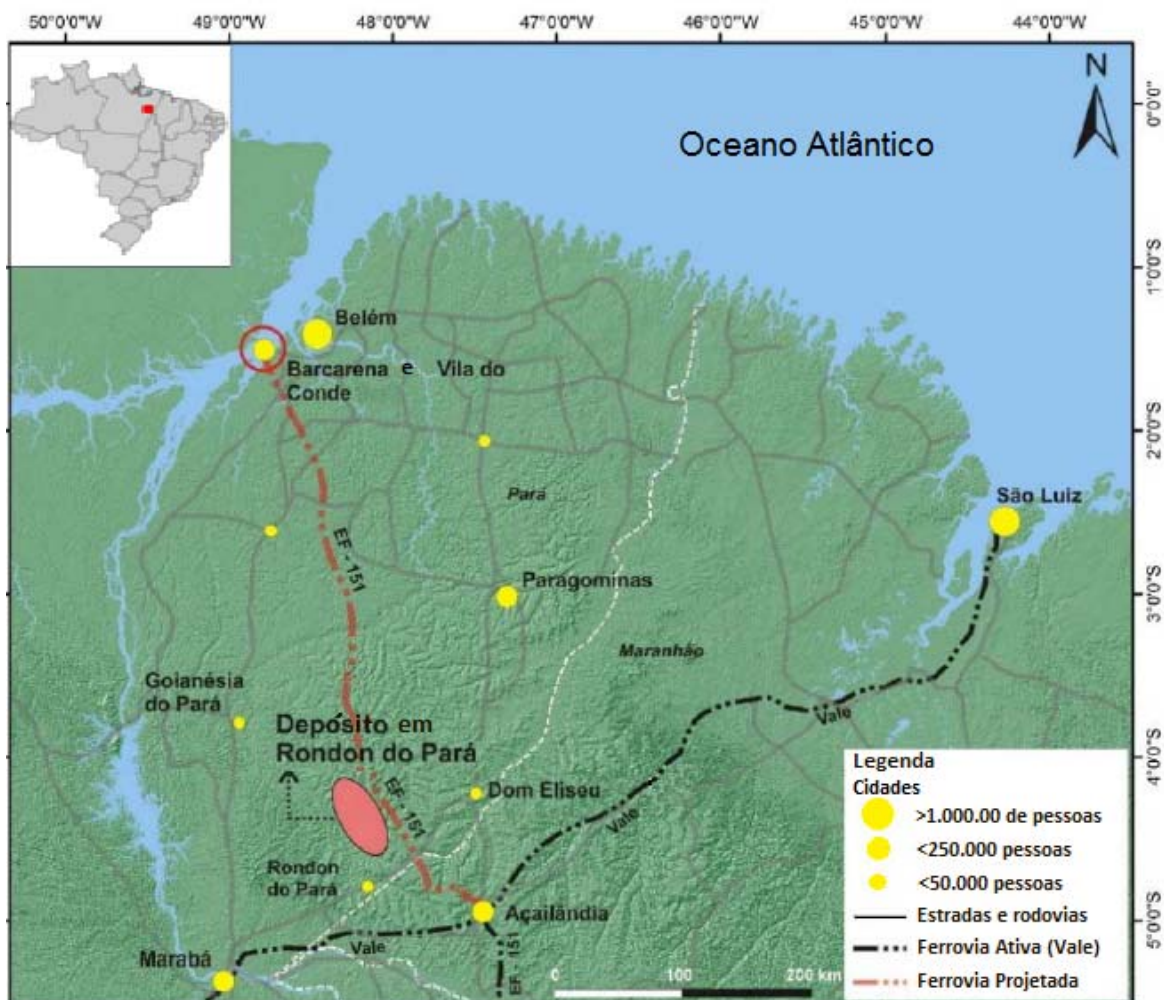 50°0'0"W
49°0'0"W
48°0'0"W
47°0'0"W
46°0'0"W
45°0'0"W
44°0'0"W
N
0°0'0"
Oceano Atlântico
1°0'0"S
Belém
Barcarena e Vila do
Conde
2°0'0"S
São Luiz
Pará
EF - 151
Paragominas
3°0'0"S
Maranhão
Goianésia
do Pará
Vale
Depósito em
Rondon do Pará
4°0'0"S
Dom Eliseu
EF - 151
Vale
Rondon
do Pará
Açailândia
5°0'0"S
Marabá
Vale
EF - 151
0 100 200 km
Legenda
Cidades
>1.000.00 de pessoas
<250.000 pessoas
<50.000 pessoas
Estradas e rodovias
Ferrovia Ativa (Vale)
Ferrovia Projetada